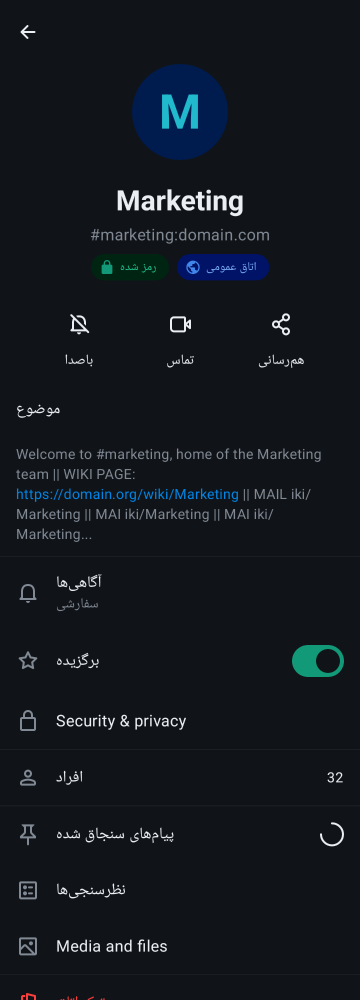 M
Marketing
#marketing:domain.com
رمز شده
اتاق عمومی
باصدا
تماس
هم‌رسانی
موضوع
Welcome to #marketing, home of the Marketing
team || WIKI PAGE:
https://domain.org/wiki/Marketing || MAIL iki/
Marketing || MAI iki/Marketing || MAI iki/
Marketing...
آگاهی‌ها
سفارشی
برگزیده
Security & privacy
افراد
32
پیام‌های سنجاق شده
نظرسنجی‌ها
Media and files